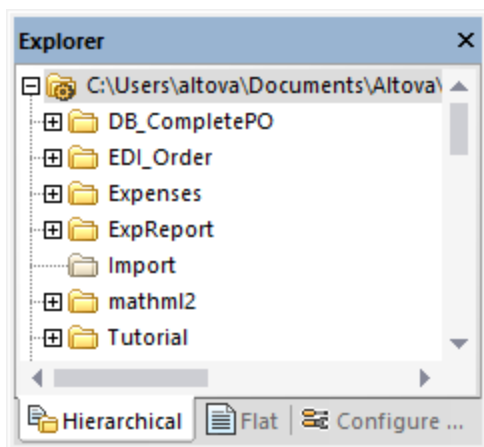 Explorer
C:\Users\altova\Documents\Altova\
DB_CompletePO
EDI_Order
Expenses
ExpReport
Import
mathml2
Tutorial
Hierarchical Flat Configure ...